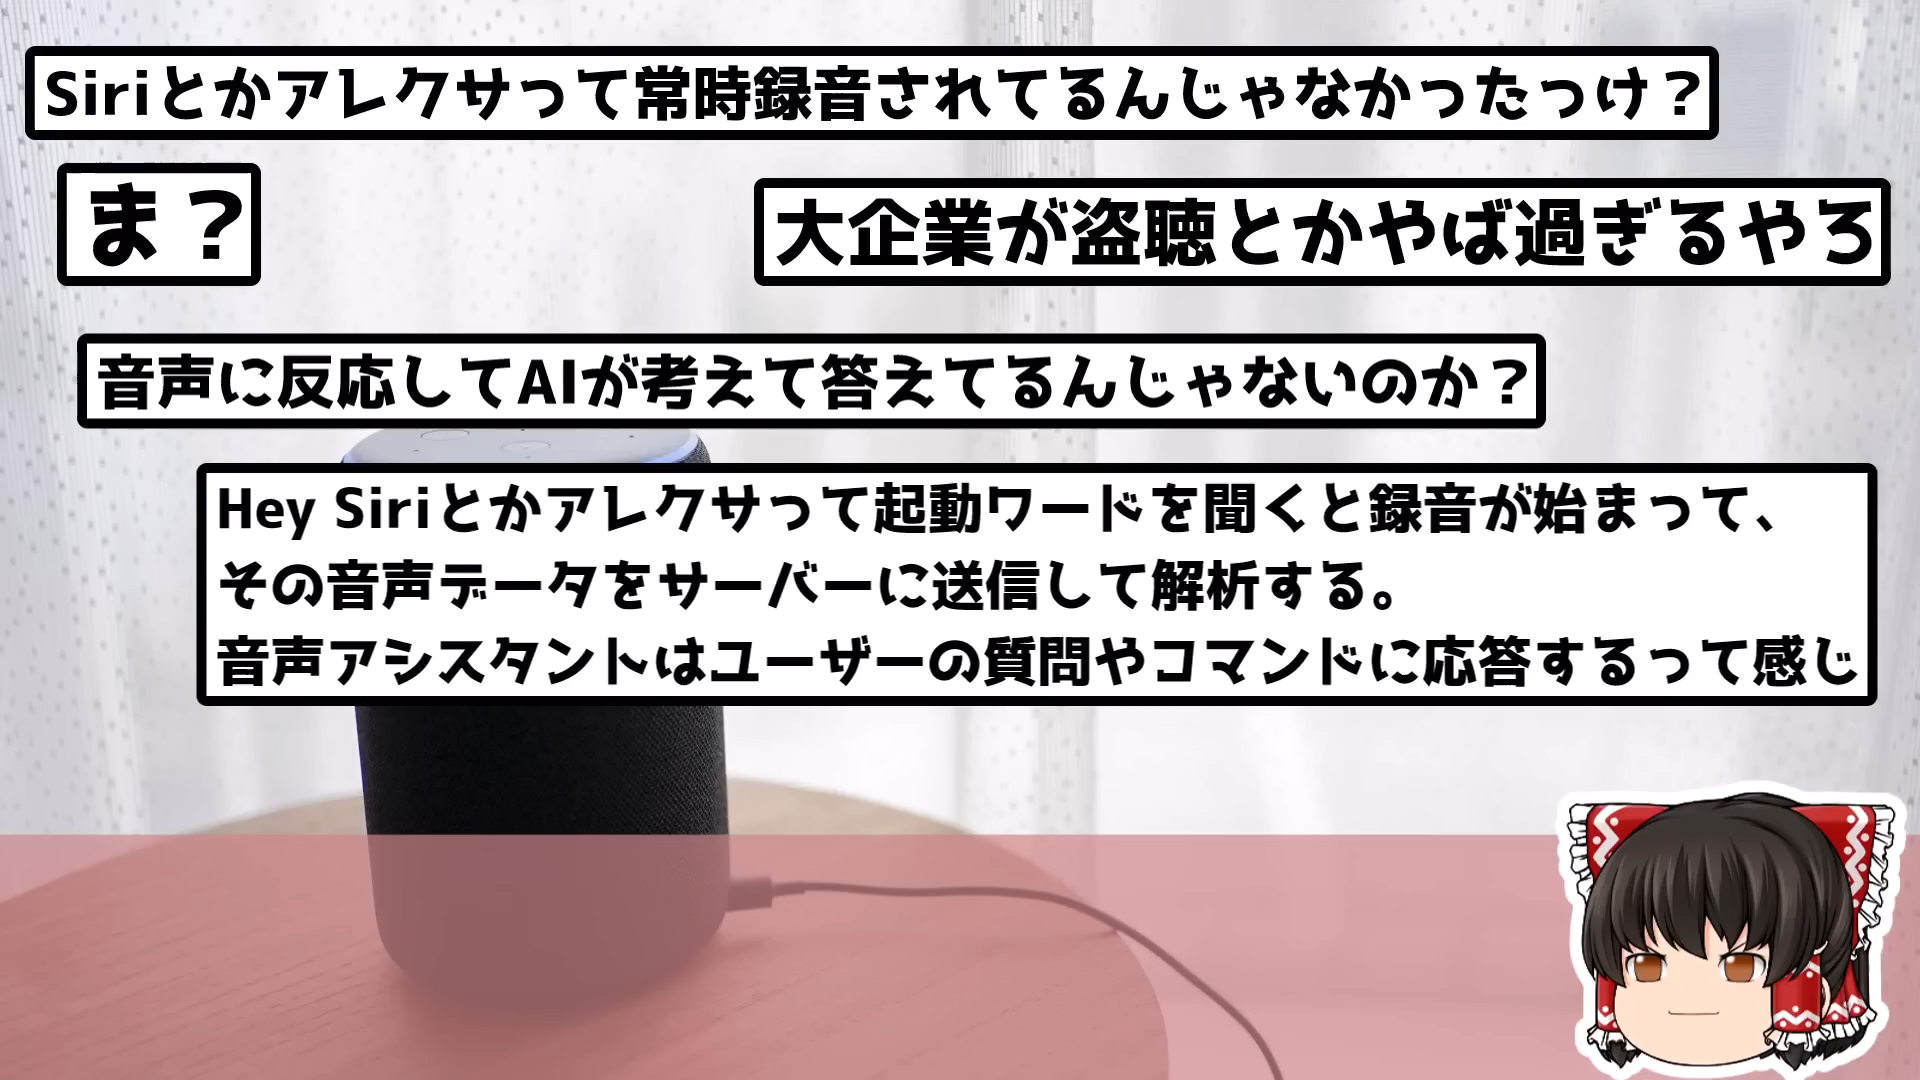 Siriとかアレクサって常時録音されてるんじゃなかったっけ？
ま？
大企業が盗聴とかやば過ぎるやろ
音声に反応してAIが考えて答えてるんじゃないのか？
Hey Siriとかアレクサって起動ワードを聞くと録音が始まって、
その音声データをサーバーに送信して解析する。
音声アシスタントはユーザーの質問やコマンドに応答するって感じ